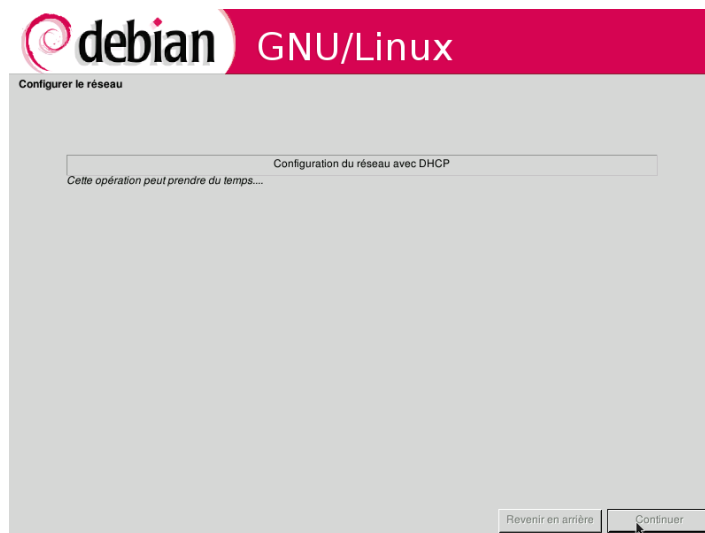 debian GNU/Linux
Configurer le réseau
Configuration du réseau avec DHCP
Cette opération peut prendre du temps....
Revenir en arrière
Continuer